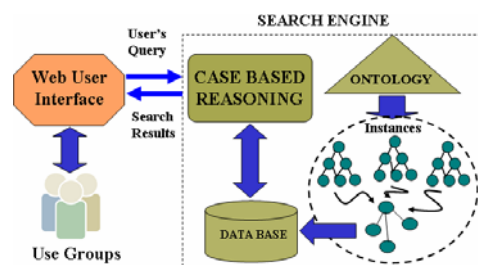 SEARCH ENGINE
User's
Query
Web User
Interface
CASE BASED
REASONING
ONTOLOGY
Search
Results
Instances
Use Groups
DATA BASE